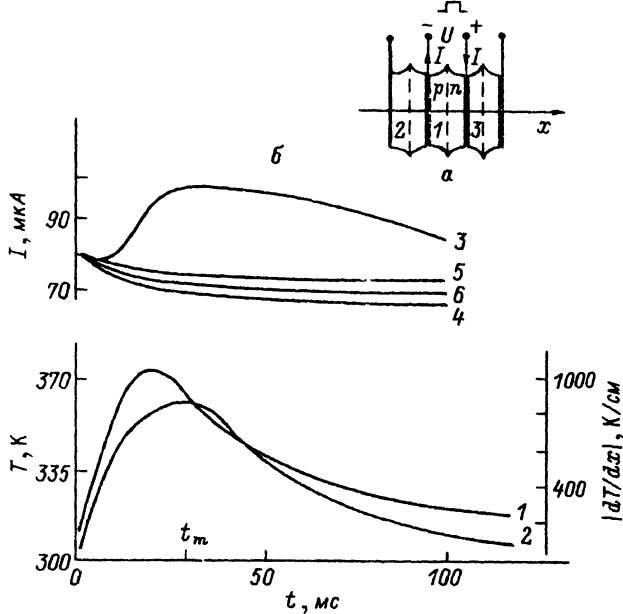 − U +
I I
p n
2 1 3 x
а
б
I, мкА
90
70
3
5
6
4
T, К
370
335
300
|dT/dx|, К/см
1000
400
1
2
t_m
0 50 100
t, мс